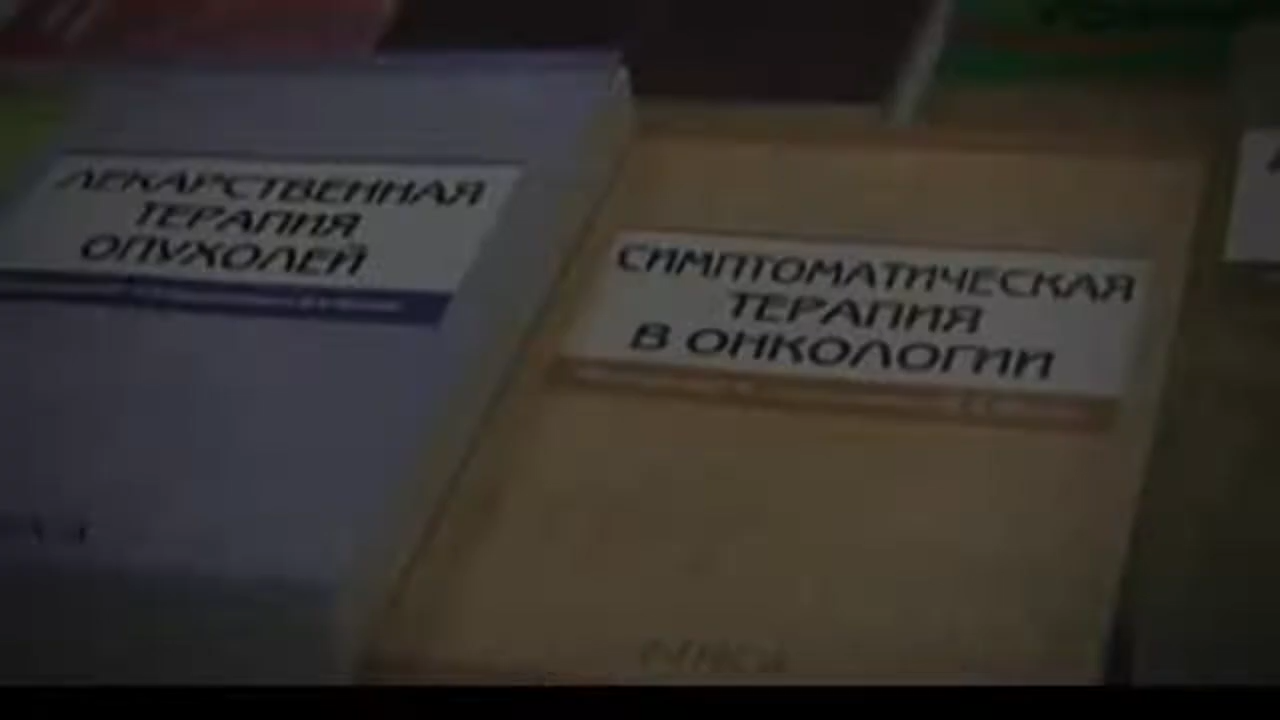 ЛЕКАРСТВЕННАЯ
ТЕРАПИЯ
ОПУХОЛЕЙ
СИМПТОМАТИЧЕСКАЯ
ТЕРАПИЯ
В ОНКОЛОГИИ